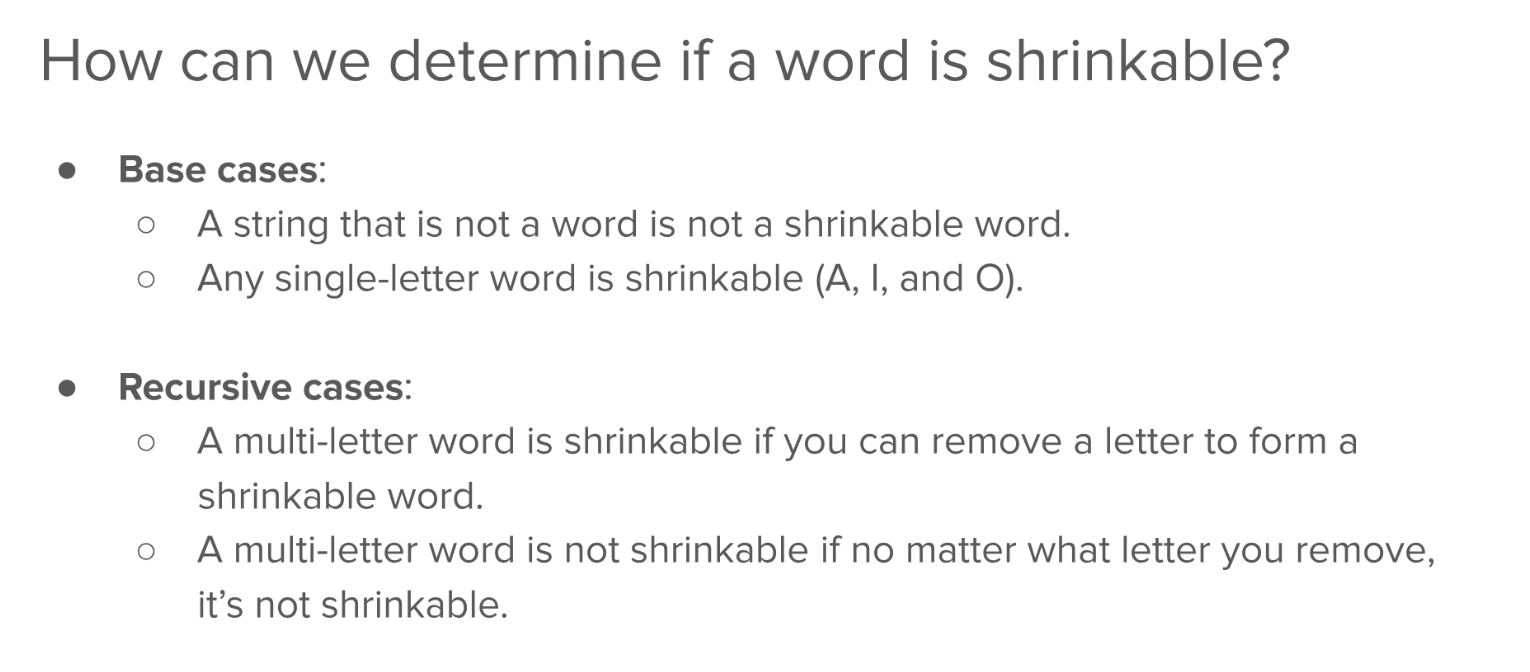 How can we determine if a word is shrinkable?
● Base cases:
○ A string that is not a word is not a shrinkable word.
○ Any single-letter word is shrinkable (A, I, and O).
● Recursive cases:
○ A multi-letter word is shrinkable if you can remove a letter to form a
shrinkable word.
○ A multi-letter word is not shrinkable if no matter what letter you remove,
it’s not shrinkable.